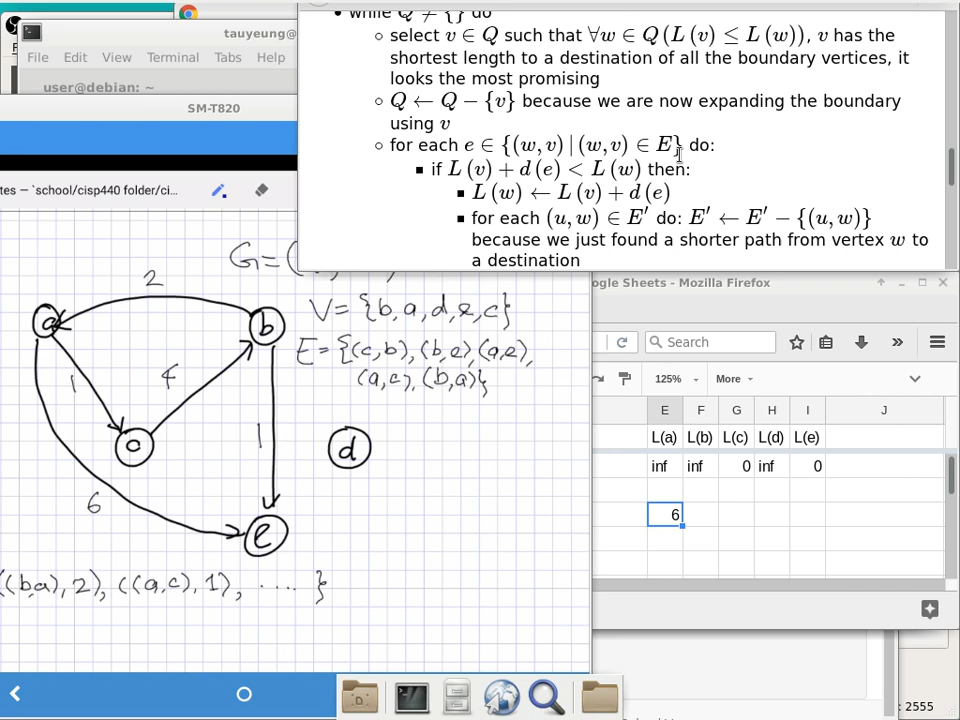 tauyeung@
File Edit View Terminal Tabs Help
user@debian: ~
SM-T820
tes – `school/cisp440 folder/ci...
while Q ≠ {} do
select v ∈ Q such that ∀w ∈ Q (L (v) ≤ L (w)), v has the
shortest length to a destination of all the boundary vertices, it
looks the most promising
Q ← Q − {v} because we are now expanding the boundary
using v
for each e ∈ {(w, v) | (w, v) ∈ E} do:
if L (v) + d (e) < L (w) then:
L (w) ← L (v) + d (e)
for each (u, w) ∈ E′ do: E′ ← E′ − {(u, w)}
because we just found a shorter path from vertex w to
a destination
G = (
V = {b, a, d, e, c}
E = {(c, b), (b, e), (a, e),
(a, c), (b, a)}
2
a
b
1
4
c
1
d
6
e
((b,a), 2), ((a,c), 1), .... }
ogle Sheets - Mozilla Firefox
Search
125% More
E F G H I J
L(a) L(b) L(c) L(d) L(e)
inf inf 0 inf 0
6
: 2555